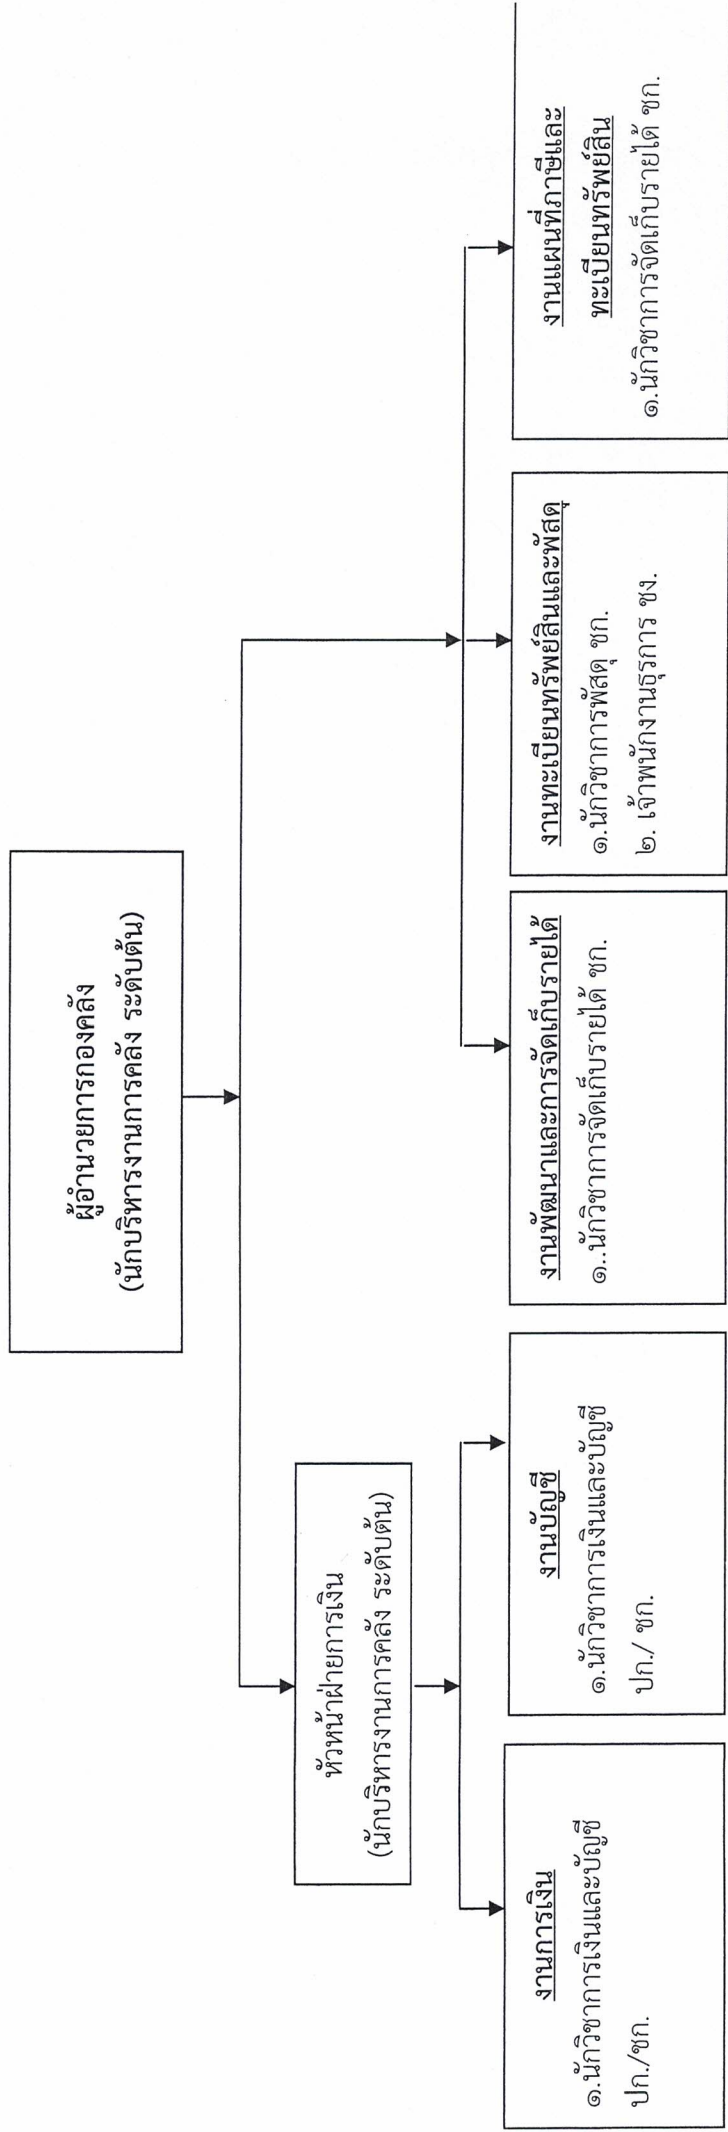 ผู้อำนวยการกองคลัง
(นักบริหารงานการคลัง ระดับต้น)
หัวหน้าฝ่ายการเงิน
(นักบริหารงานการคลัง ระดับต้น)
งานการเงิน
๑.นักวิชาการเงินและบัญชี
ปก./ชก.
งานบัญชี
๑.นักวิชาการเงินและบัญชี
ปก./ ชก.
งานพัฒนาและการจัดเก็บรายได้
๑..นักวิชาการจัดเก็บรายได้ ชก.
งานทะเบียนทรัพย์สินและพัสดุ
๑.นักวิชาการพัสดุ ชก.
๒. เจ้าพนักงานธุรการ ชง.
งานแผนที่ภาษีและ
ทะเบียนทรัพย์สิน
๑.นักวิชาการจัดเก็บรายได้ ชก.